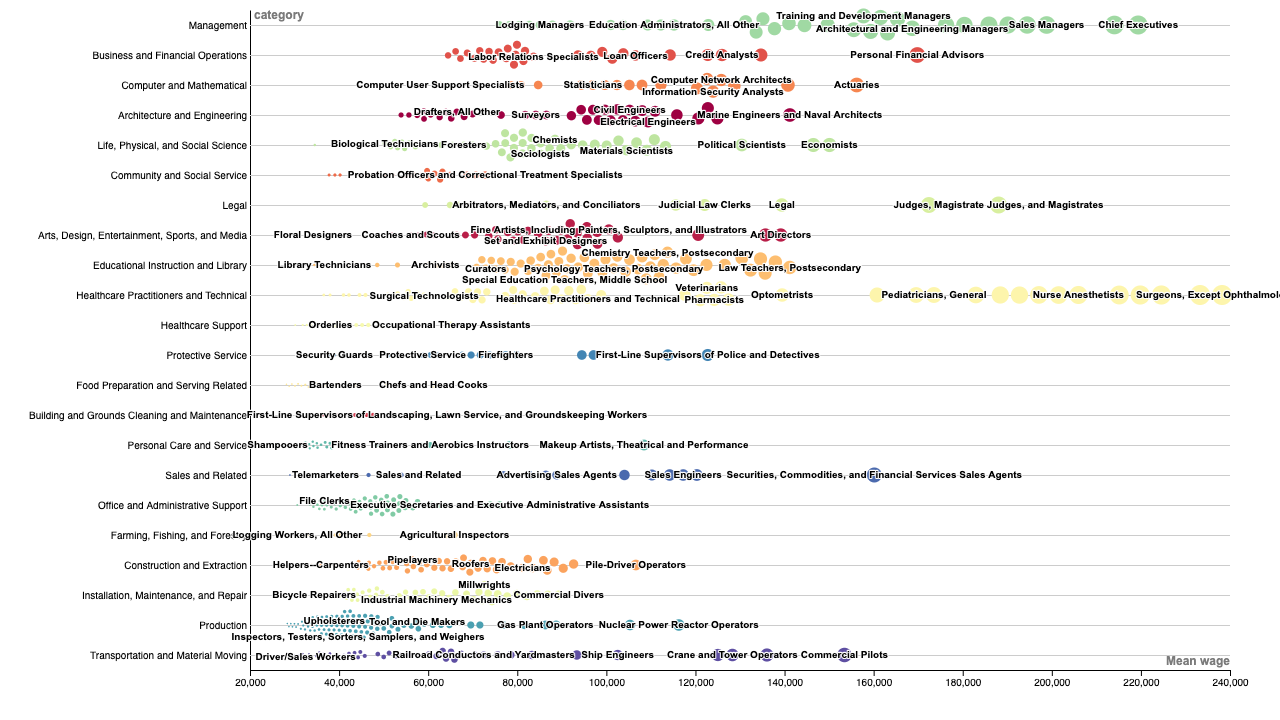 category
Management
Lodging Managers
Education Administrators, All Other
Training and Development Managers
Architectural and Engineering Managers
Sales Managers
Chief Executives
Business and Financial Operations
Labor Relations Specialists
Loan Officers
Credit Analysts
Personal Financial Advisors
Computer and Mathematical
Computer User Support Specialists
Statisticians
Computer Network Architects
Information Security Analysts
Actuaries
Architecture and Engineering
Drafters, All Other
Surveyors
Civil Engineers
Electrical Engineers
Marine Engineers and Naval Architects
Life, Physical, and Social Science
Biological Technicians
Foresters
Chemists
Sociologists
Materials Scientists
Political Scientists
Economists
Community and Social Service
Probation Officers and Correctional Treatment Specialists
Legal
Arbitrators, Mediators, and Conciliators
Judicial Law Clerks
Legal
Judges, Magistrate Judges, and Magistrates
Arts, Design, Entertainment, Sports, and Media
Floral Designers
Coaches and Scouts
Fine Artists, Including Painters, Sculptors, and Illustrators
Set and Exhibit Designers
Art Directors
Educational Instruction and Library
Library Technicians
Archivists
Curators
Chemistry Teachers, Postsecondary
Psychology Teachers, Postsecondary
Law Teachers, Postsecondary
Special Education Teachers, Middle School
Healthcare Practitioners and Technical
Surgical Technologists
Healthcare Practitioners and Technical
Veterinarians
Pharmacists
Optometrists
Pediatricians, General
Nurse Anesthetists
Surgeons, Except Ophthalmol
Healthcare Support
Orderlies
Occupational Therapy Assistants
Protective Service
Security Guards
Protective Service
Firefighters
First-Line Supervisors of Police and Detectives
Food Preparation and Serving Related
Bartenders
Chefs and Head Cooks
Building and Grounds Cleaning and Maintenance
First-Line Supervisors of Landscaping, Lawn Service, and Groundskeeping Workers
Personal Care and Service
Shampooers
Fitness Trainers and Aerobics Instructors
Makeup Artists, Theatrical and Performance
Sales and Related
Telemarketers
Sales and Related
Advertising Sales Agents
Sales Engineers
Securities, Commodities, and Financial Services Sales Agents
Office and Administrative Support
File Clerks
Executive Secretaries and Executive Administrative Assistants
Farming, Fishing, and Forestry
Logging Workers, All Other
Agricultural Inspectors
Construction and Extraction
Helpers--Carpenters
Pipelayers
Roofers
Electricians
Pile-Driver Operators
Installation, Maintenance, and Repair
Bicycle Repairers
Industrial Machinery Mechanics
Millwrights
Commercial Divers
Production
Upholsterers
Tool and Die Makers
Gas Plant Operators
Nuclear Power Reactor Operators
Inspectors, Testers, Sorters, Samplers, and Weighers
Transportation and Material Moving
Driver/Sales Workers
Railroad Conductors and Yardmasters
Ship Engineers
Crane and Tower Operators
Commercial Pilots
Mean wage
20,000
40,000
60,000
80,000
100,000
120,000
140,000
160,000
180,000
200,000
220,000
240,000